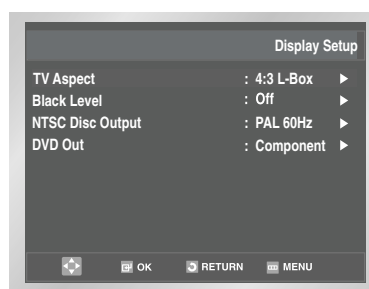 Display Setup
TV Aspect : 4:3 L-Box ▶
Black Level : Off ▶
NTSC Disc Output : PAL 60Hz ▶
DVD Out : Component ▶
OK RETURN MENU